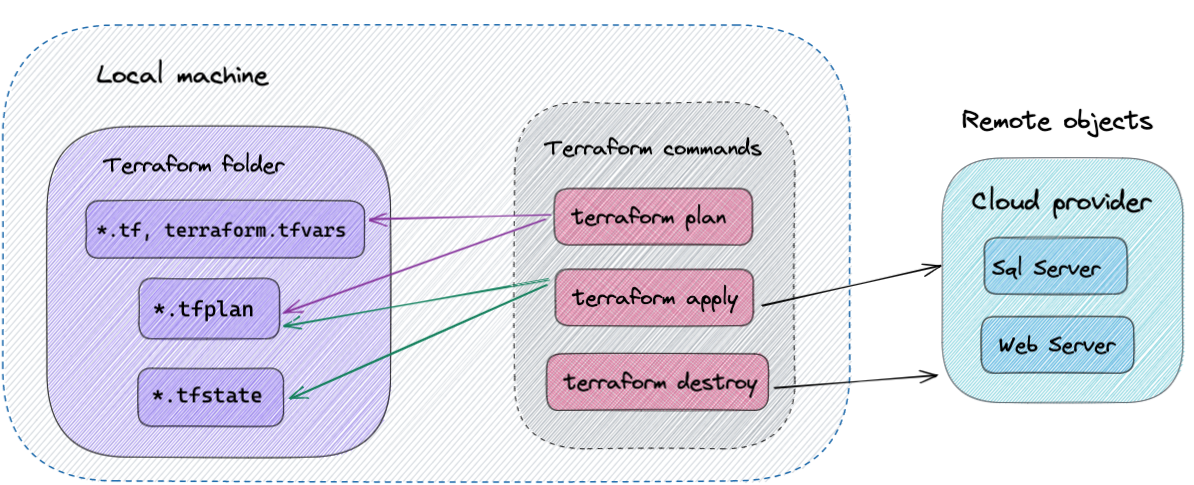 Local machine
Terraform folder
*.tf, terraform.tfvars
*.tfplan
*.tfstate
Terraform commands
terraform plan
terraform apply
terraform destroy
Remote objects
Cloud provider
Sql Server
Web Server